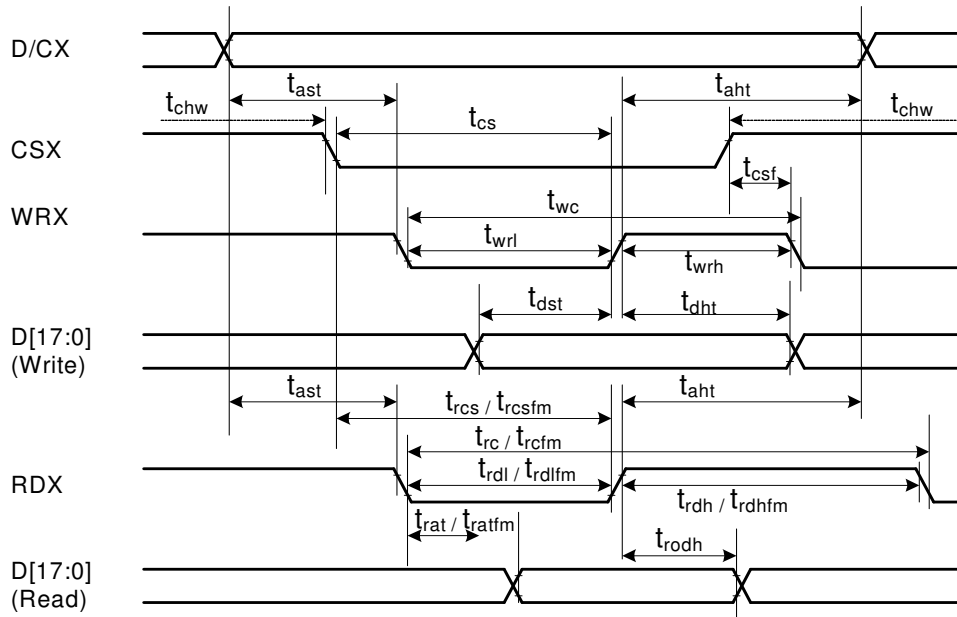 D/CX
t_ast t_aht
t_chw t_chw
t_cs
CSX
t_csf
WRX
t_wc
t_wrl t_wrh
t_dst t_dht
D[17:0]
(Write)
t_ast t_aht
t_rcs / t_rcsfm
t_rc / t_rcfm
RDX
t_rdl / t_rdlfm
t_rdh / t_rdhfm
t_rat / t_ratfm
t_rodh
D[17:0]
(Read)